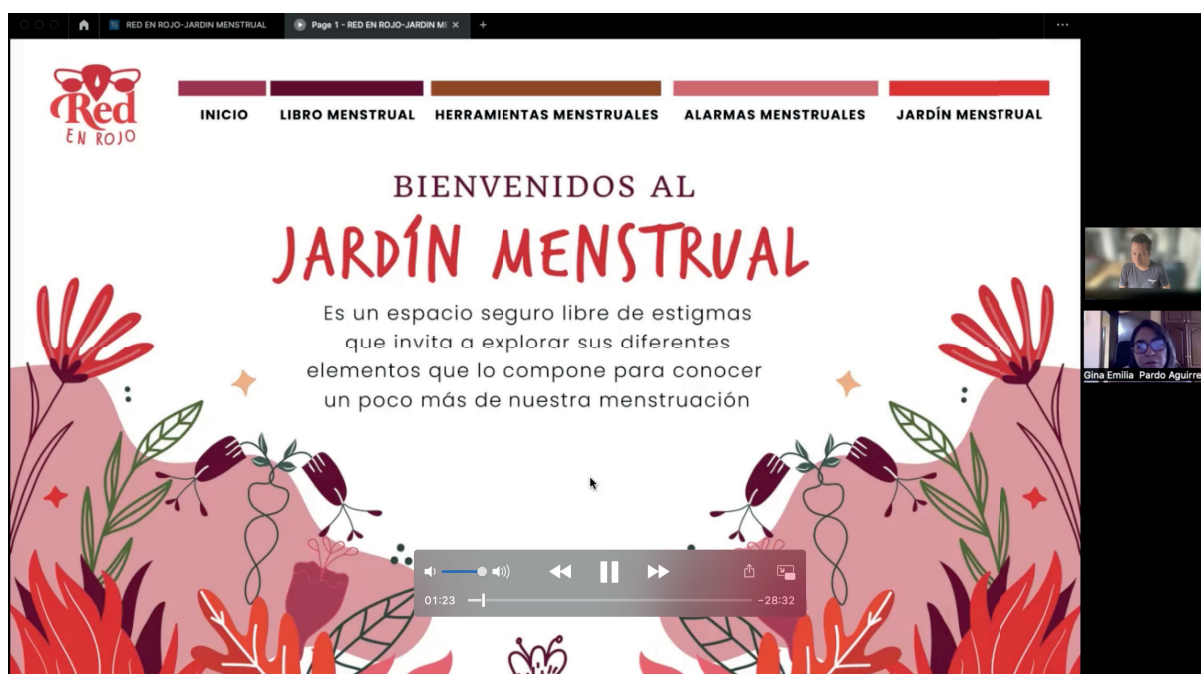 RED EN ROJO-JARDIN MENSTRUAL
Page 1 - RED EN ROJO-JARDIN ME
Red
EN ROJO
INICIO
LIBRO MENSTRUAL
HERRAMIENTAS MENSTRUALES
ALARMAS MENSTRUALES
JARDÍN MENSTRUAL
BIENVENIDOS AL
JARDÍN MENSTRUAL
Es un espacio seguro libre de estigmas
que invita a explorar sus diferentes
elementos que lo compone para conocer
un poco más de nuestra menstruación
Gina Emilia Pardo Aguirre
01:23
-28:32